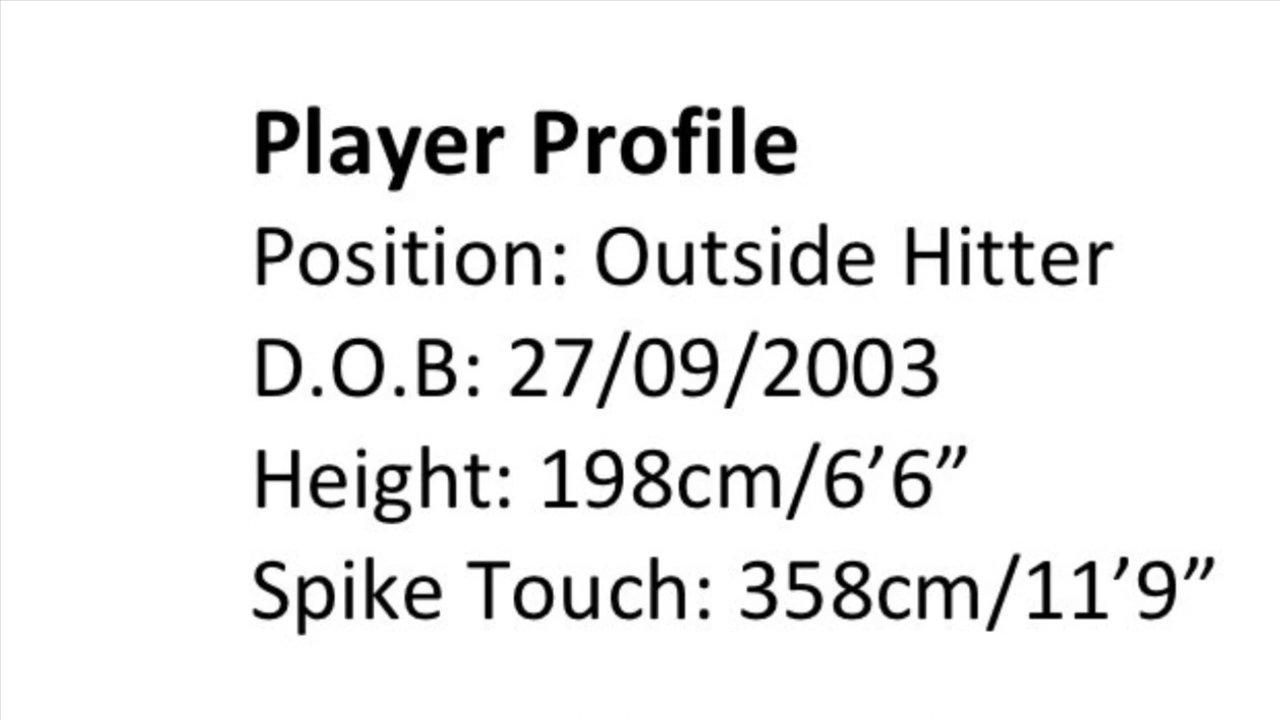 Player Profile
Position: Outside Hitter
D.O.B: 27/09/2003
Height: 198cm/6’6”
Spike Touch: 358cm/11’9”